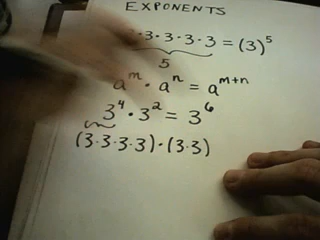 EXPONENTS
· 3 · 3 · 3 · 3 = (3)⁵
5
aᵐ · aⁿ = aᵐ⁺ⁿ
3⁴ · 3² = 3⁶
(3·3·3·3)·(3·3)